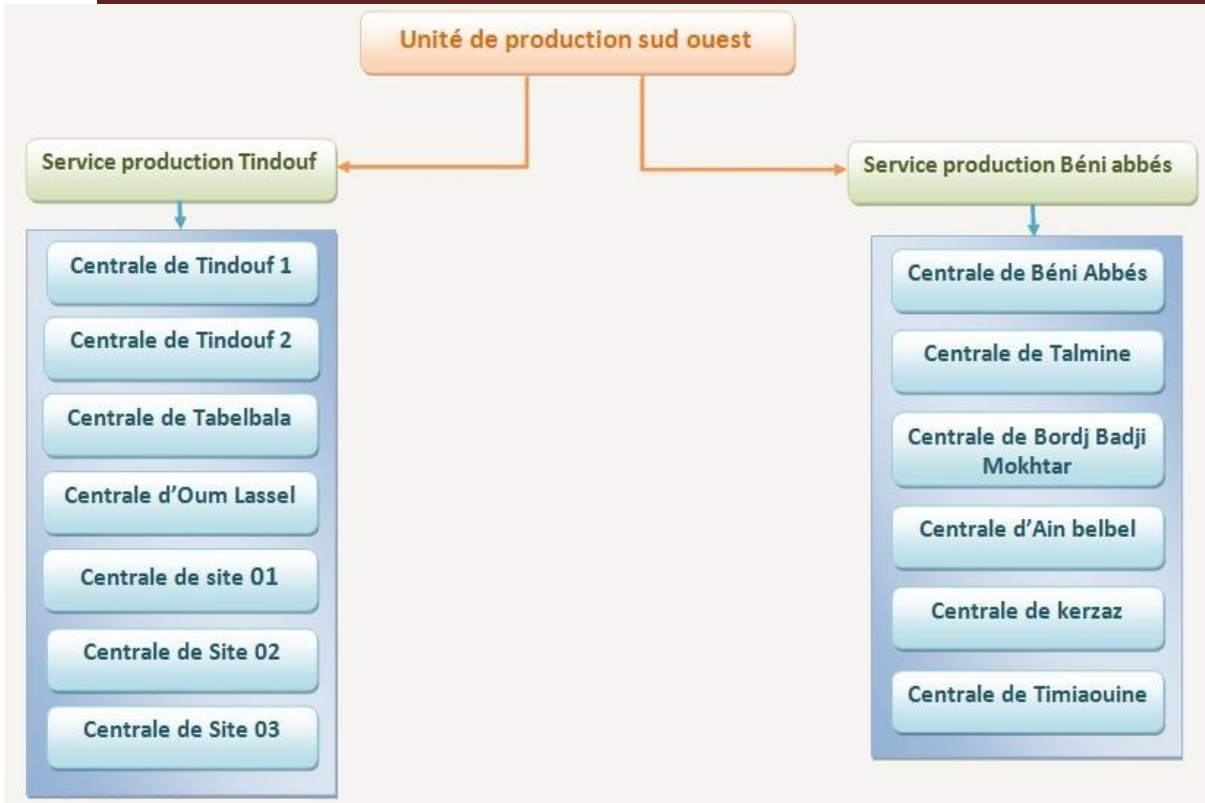 Unité de production sud ouest
Service production Tindouf
Centrale de Tindouf 1
Centrale de Tindouf 2
Centrale de Tabelbala
Centrale d’Oum Lassel
Centrale de site 01
Centrale de Site 02
Centrale de Site 03
Service production Béni abbés
Centrale de Béni Abbés
Centrale de Talmine
Centrale de Bordj Badji
Mokhtar
Centrale d’Ain belbel
Centrale de kerzaz
Centrale de Timiaouine